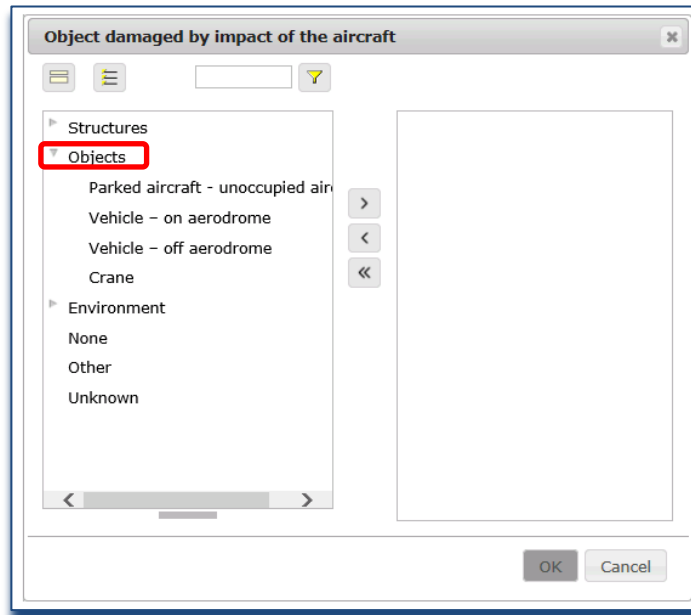 Object damaged by impact of the aircraft
Structures
Objects
Parked aircraft - unoccupied air
Vehicle – on aerodrome
Vehicle – off aerodrome
Crane
Environment
None
Other
Unknown
OK
Cancel